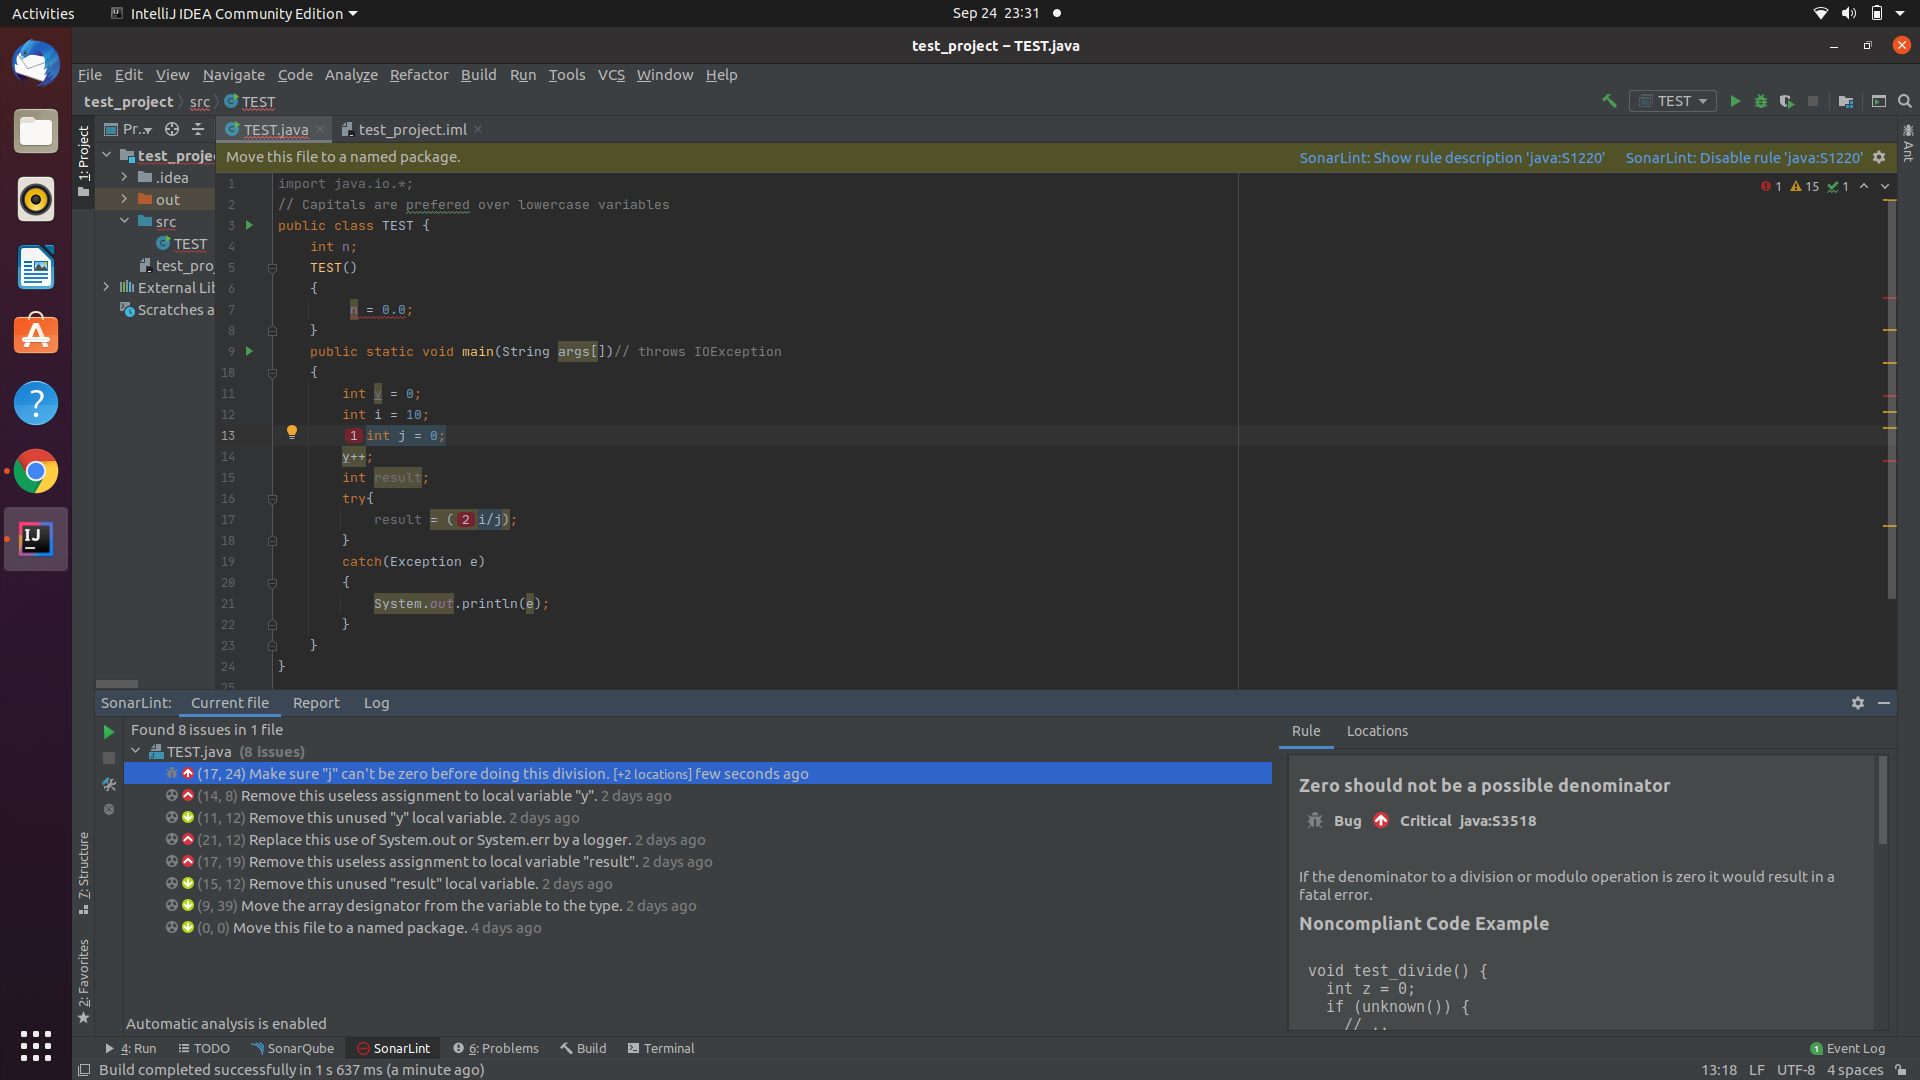 Activities IntelliJ IDEA Community Edition Sep 24 23:31
test_project – TEST.java
File Edit View Navigate Code Analyze Refactor Build Run Tools VCS Window Help
test_project src TEST TEST
1: Project Pr.. TEST.java test_project.iml Ant
Move this file to a named package. SonarLint: Show rule description 'java:S1220' SonarLint: Disable rule 'java:S1220'
1 15 1
test_projec
.idea
out
src
TEST
test_proj
External Lib
Scratches a
1 import java.io.*;
2 // Capitals are prefered over lowercase variables
3 public class TEST {
4 int n;
5 TEST()
6 {
7 n = 0.0;
8 }
9 public static void main(String args[])// throws IOException
10 {
11 int y = 0;
12 int i = 10;
13 1 int j = 0;
14 y++;
15 int result;
16 try{
17 result = ( 2 i/j);
18 }
19 catch(Exception e)
20 {
21 System.out.println(e);
22 }
23 }
24 }
25
SonarLint: Current file Report Log
Found 8 issues in 1 file
TEST.java (8 issues)
(17, 24) Make sure "j" can't be zero before doing this division. [+2 locations] few seconds ago
(14, 8) Remove this useless assignment to local variable "y". 2 days ago
(11, 12) Remove this unused "y" local variable. 2 days ago
(21, 12) Replace this use of System.out or System.err by a logger. 2 days ago
(17, 19) Remove this useless assignment to local variable "result". 2 days ago
(15, 12) Remove this unused "result" local variable. 2 days ago
(9, 39) Move the array designator from the variable to the type. 2 days ago
(0, 0) Move this file to a named package. 4 days ago
Automatic analysis is enabled
7: Structure
2: Favorites
Rule Locations
Zero should not be a possible denominator
Bug Critical java:S3518
If the denominator to a division or modulo operation is zero it would result in a
fatal error.
Noncompliant Code Example
void test_divide() {
int z = 0;
if (unknown()) {
// ..
4: Run TODO SonarQube SonarLint 6: Problems Build Terminal 1 Event Log
Build completed successfully in 1 s 637 ms (a minute ago) 13:18 LF UTF-8 4 spaces